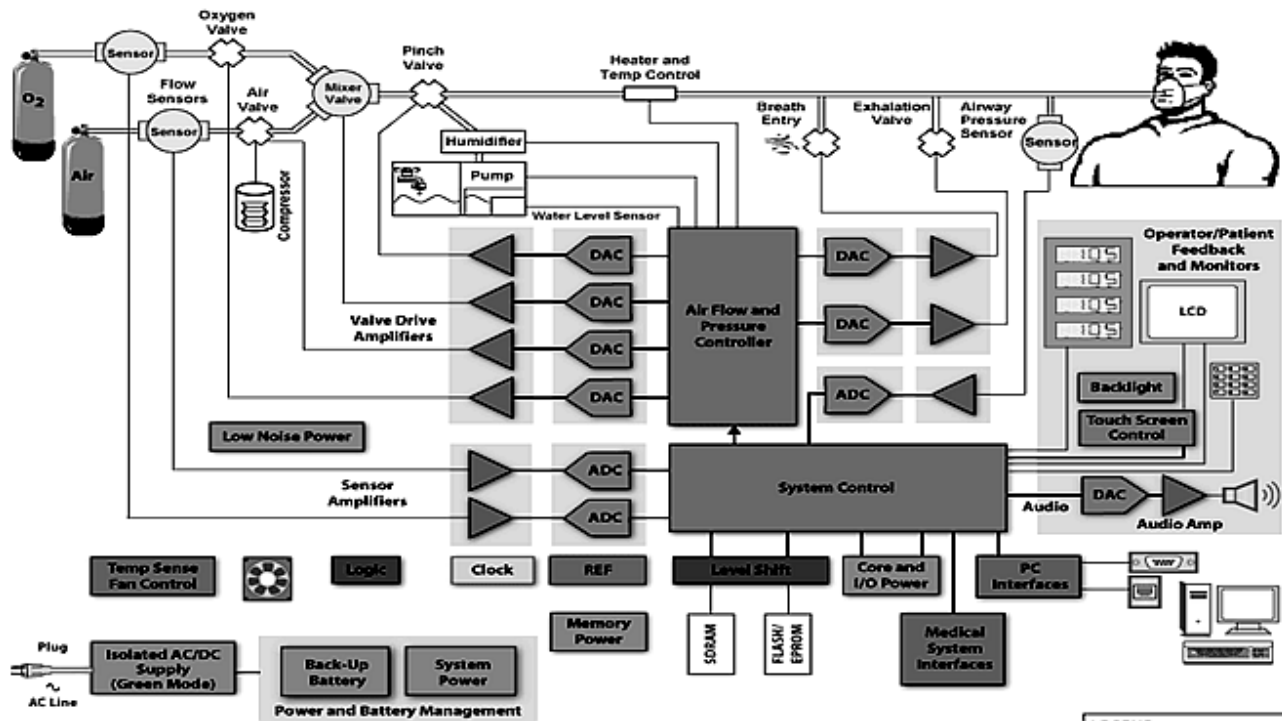 Oxygen
Valve
Sensor
O2
Flow
Sensors
Air
Valve
Sensor
Air
Compressor
Mixer
Valve
Pinch
Valve
Humidifier
Pump
Water Level Sensor
Heater and
Temp Control
Breath
Entry
Exhalation
Valve
Airway
Pressure
Sensor
Sensor
Valve Drive
Amplifiers
DAC
DAC
DAC
DAC
Air Flow and
Pressure
Controller
DAC
DAC
ADC
Operator/Patient
Feedback
and Monitors
105
105
105
105
LCD
Backlight
Touch Screen
Control
Low Noise Power
Sensor
Amplifiers
ADC
ADC
System Control
Audio
DAC
Audio Amp
Temp Sense
Fan Control
Logic
Clock
REF
Level Shift
Core and
I/O Power
PC
Interfaces
Memory
Power
SDRAM
FLASH/
EPROM
Medical
System
Interfaces
Plug
AC Line
Isolated AC/DC
Supply
(Green Mode)
Back-Up
Battery
System
Power
Power and Battery Management